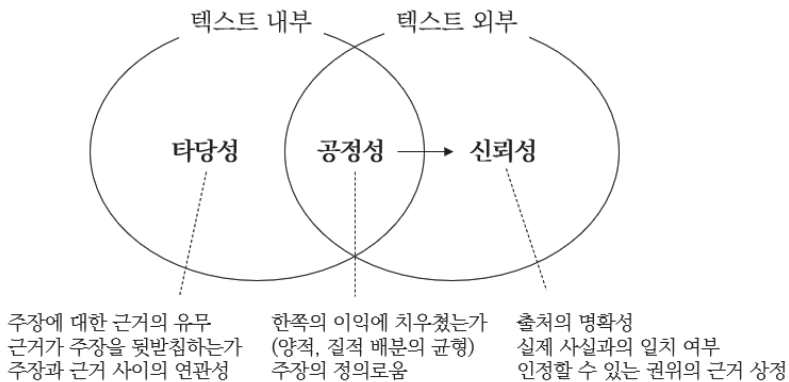 텍스트 내부
텍스트 외부
타당성
공정성
신뢰성
주장에 대한 근거의 유무
근거가 주장을 뒷받침하는가
주장과 근거 사이의 연관성
한쪽의 이익에 치우쳤는가
(양적, 질적 배분의 균형)
주장의 정의로움
출처의 명확성
실제 사실과의 일치 여부
인정할 수 있는 권위의 근거 상정